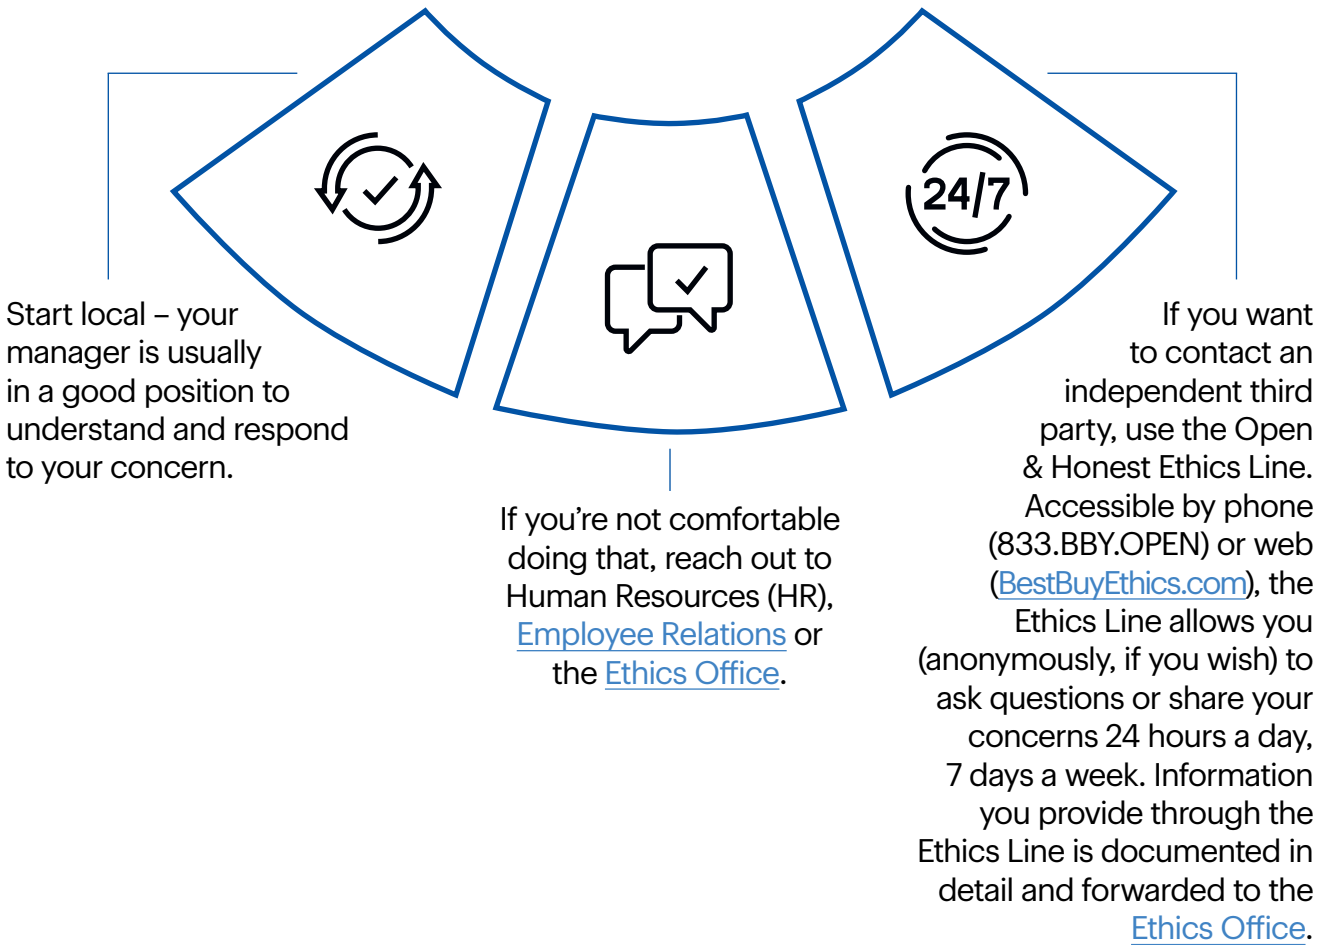 24/7
Start local – your
manager is usually
in a good position to
understand and respond
to your concern.
If you’re not comfortable
doing that, reach out to
Human Resources (HR),
Employee Relations or
the Ethics Office.
If you want
to contact an
independent third
party, use the Open
& Honest Ethics Line.
Accessible by phone
(833.BBY.OPEN) or web
(BestBuyEthics.com), the
Ethics Line allows you
(anonymously, if you wish) to
ask questions or share your
concerns 24 hours a day,
7 days a week. Information
you provide through the
Ethics Line is documented in
detail and forwarded to the
Ethics Office.